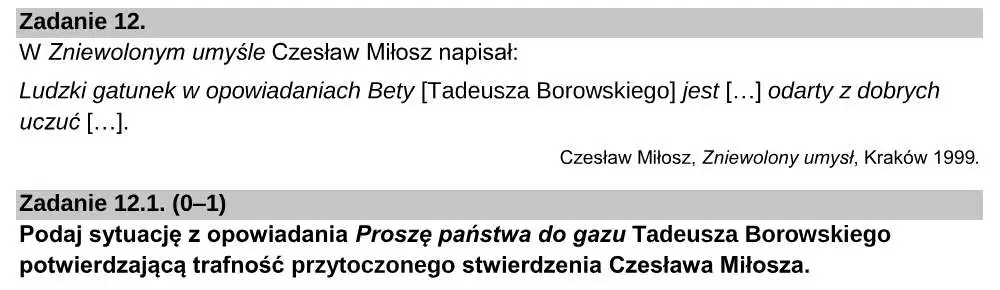 Zadanie 12.
W Zniewolonym umyśle Czesław Miłosz napisał:
Ludzki gatunek w opowiadaniach Bety [Tadeusza Borowskiego] jest […] odarty z dobrych
uczuć […].
Czesław Miłosz, Zniewolony umysł, Kraków 1999.
Zadanie 12.1. (0–1)
Podaj sytuację z opowiadania Proszę państwa do gazu Tadeusza Borowskiego
potwierdzającą trafność przytoczonego stwierdzenia Czesława Miłosza.